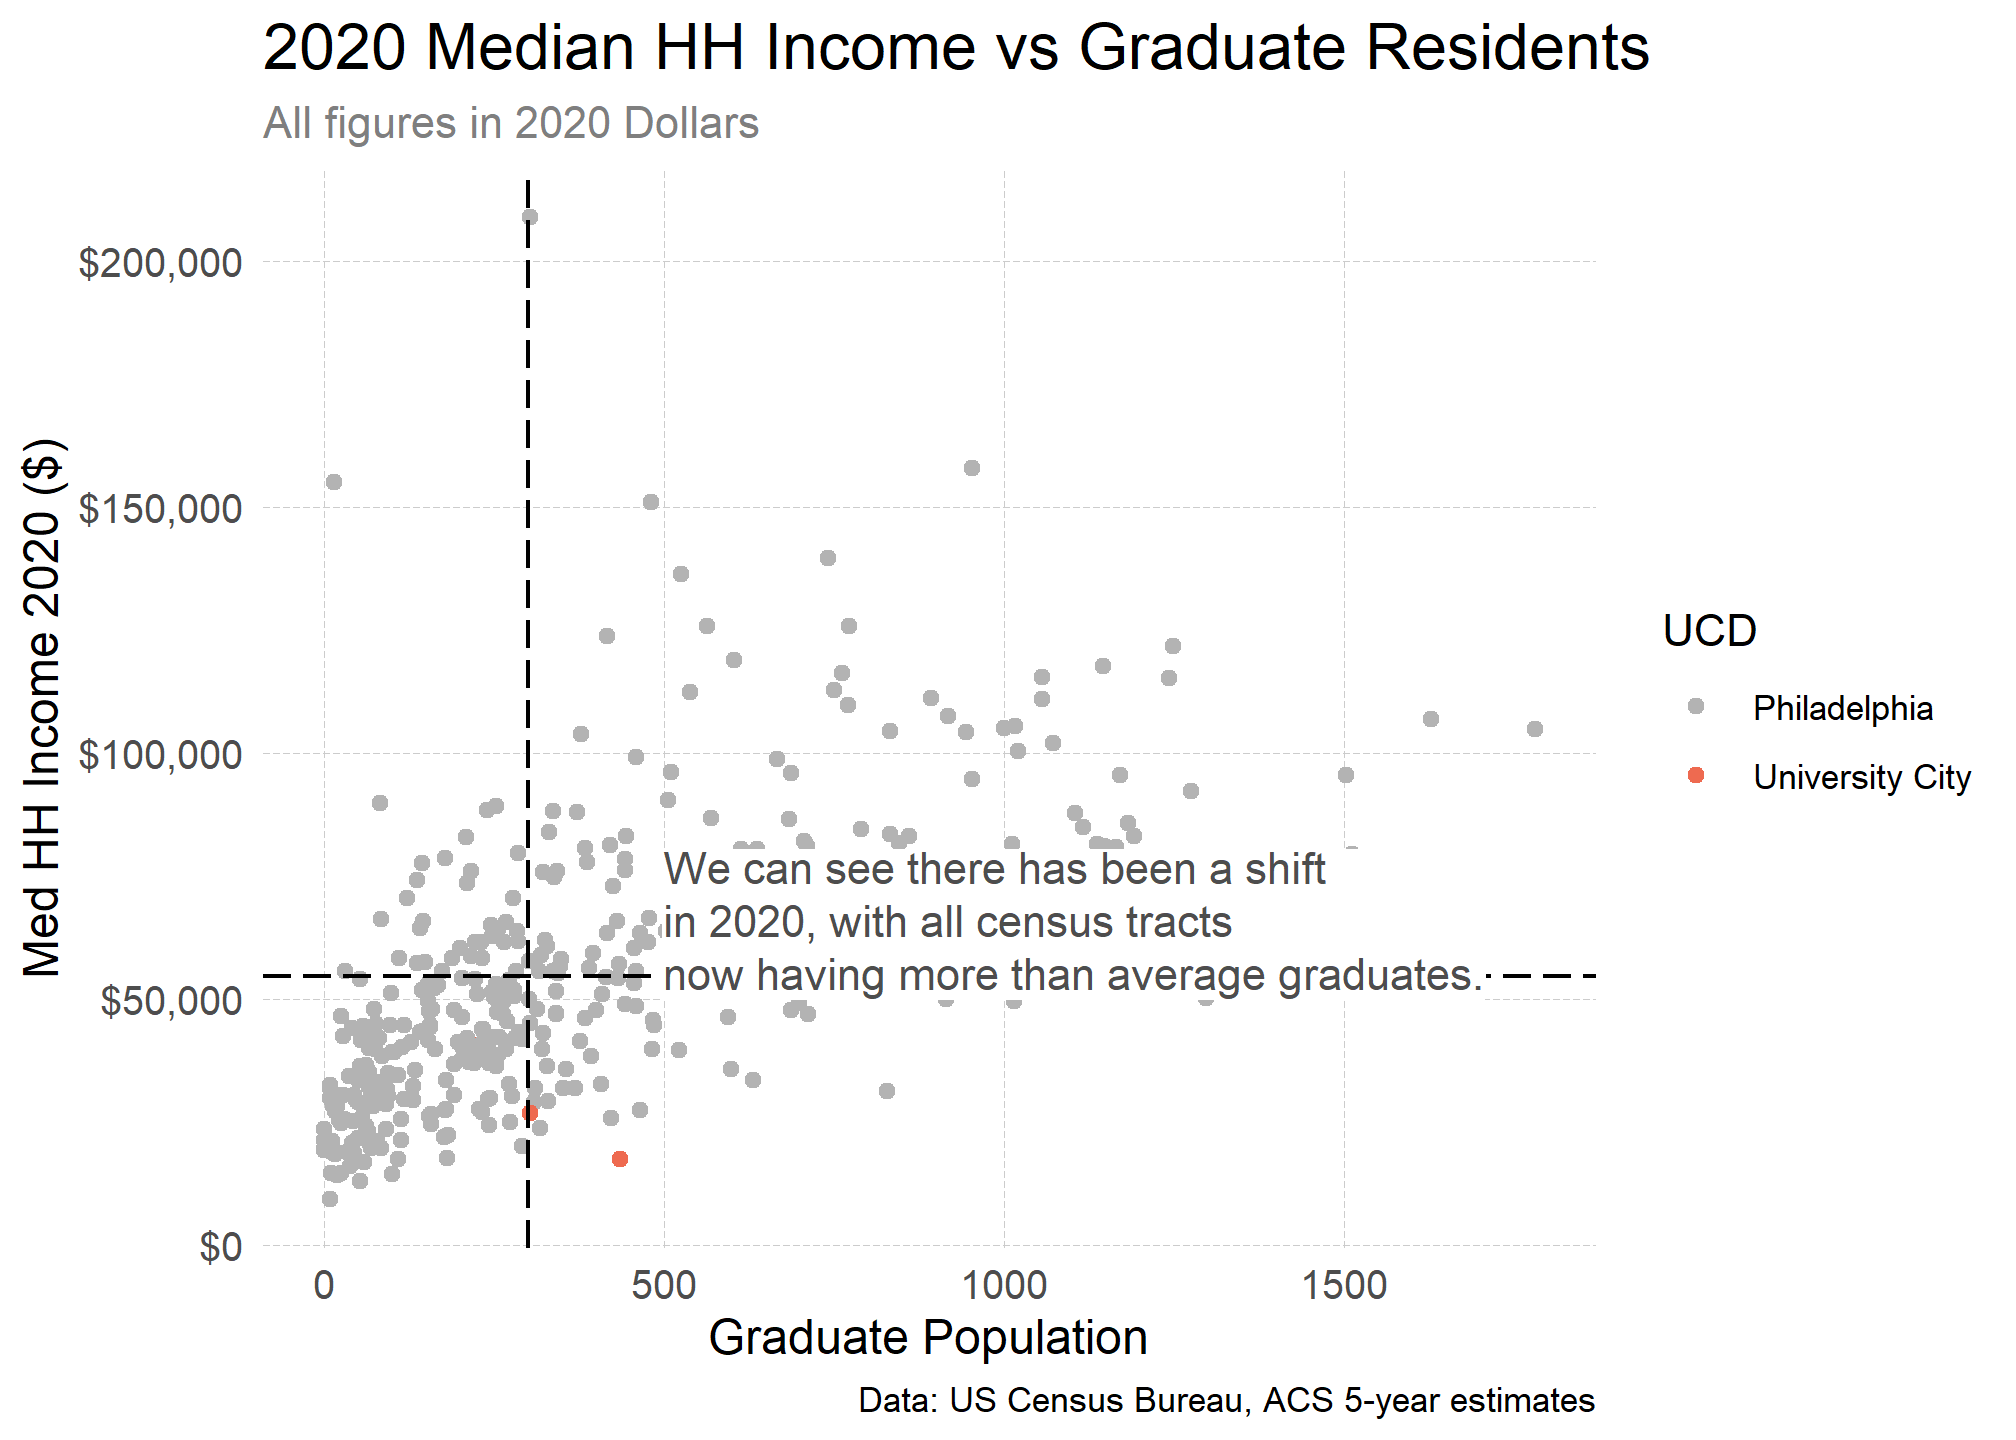 2020 Median HH Income vs Graduate Residents
All figures in 2020 Dollars
Med HH Income 2020 ($)
$200,000
$150,000
$100,000
$50,000
$0
We can see there has been a shift
in 2020, with all census tracts
now having more than average graduates.
0 500 1000 1500
Graduate Population
UCD
Philadelphia
University City
Data: US Census Bureau, ACS 5-year estimates